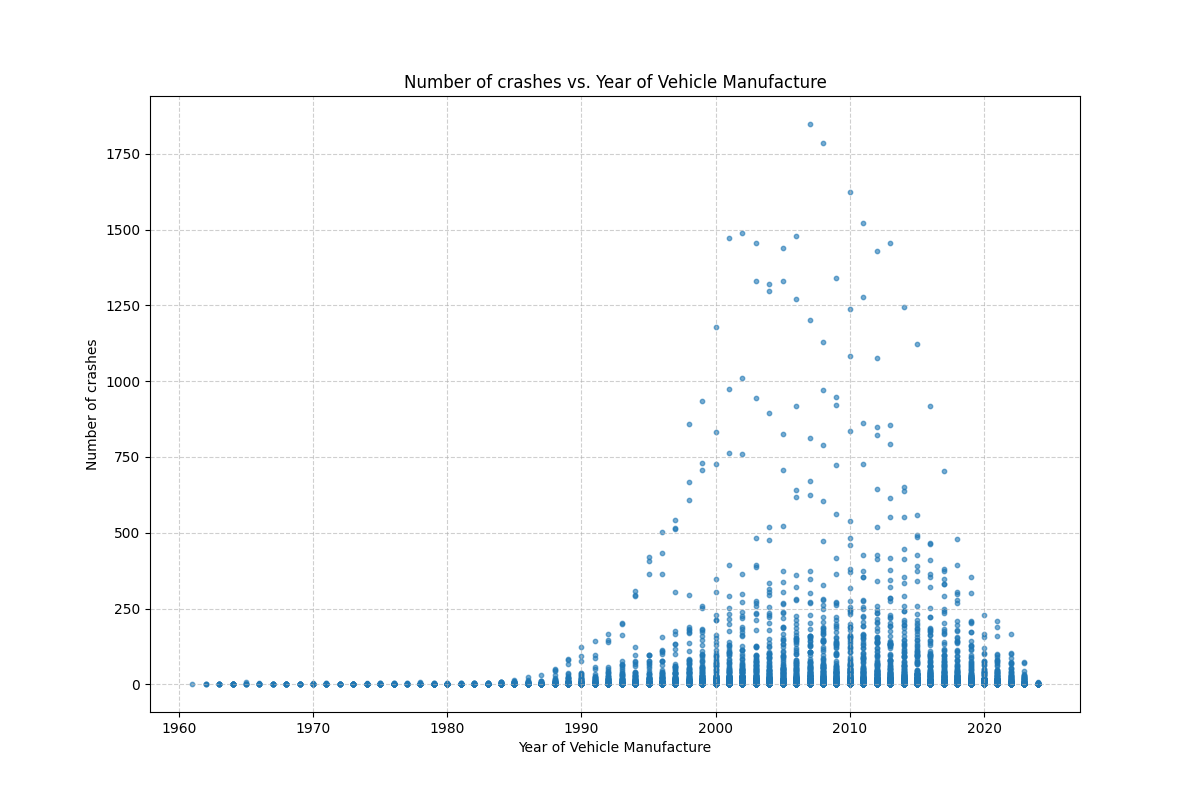 Number of crashes vs. Year of Vehicle Manufacture
1750
1500
1250
1000
750
500
250
0
Number of crashes
1960 1970 1980 1990 2000 2010 2020
Year of Vehicle Manufacture